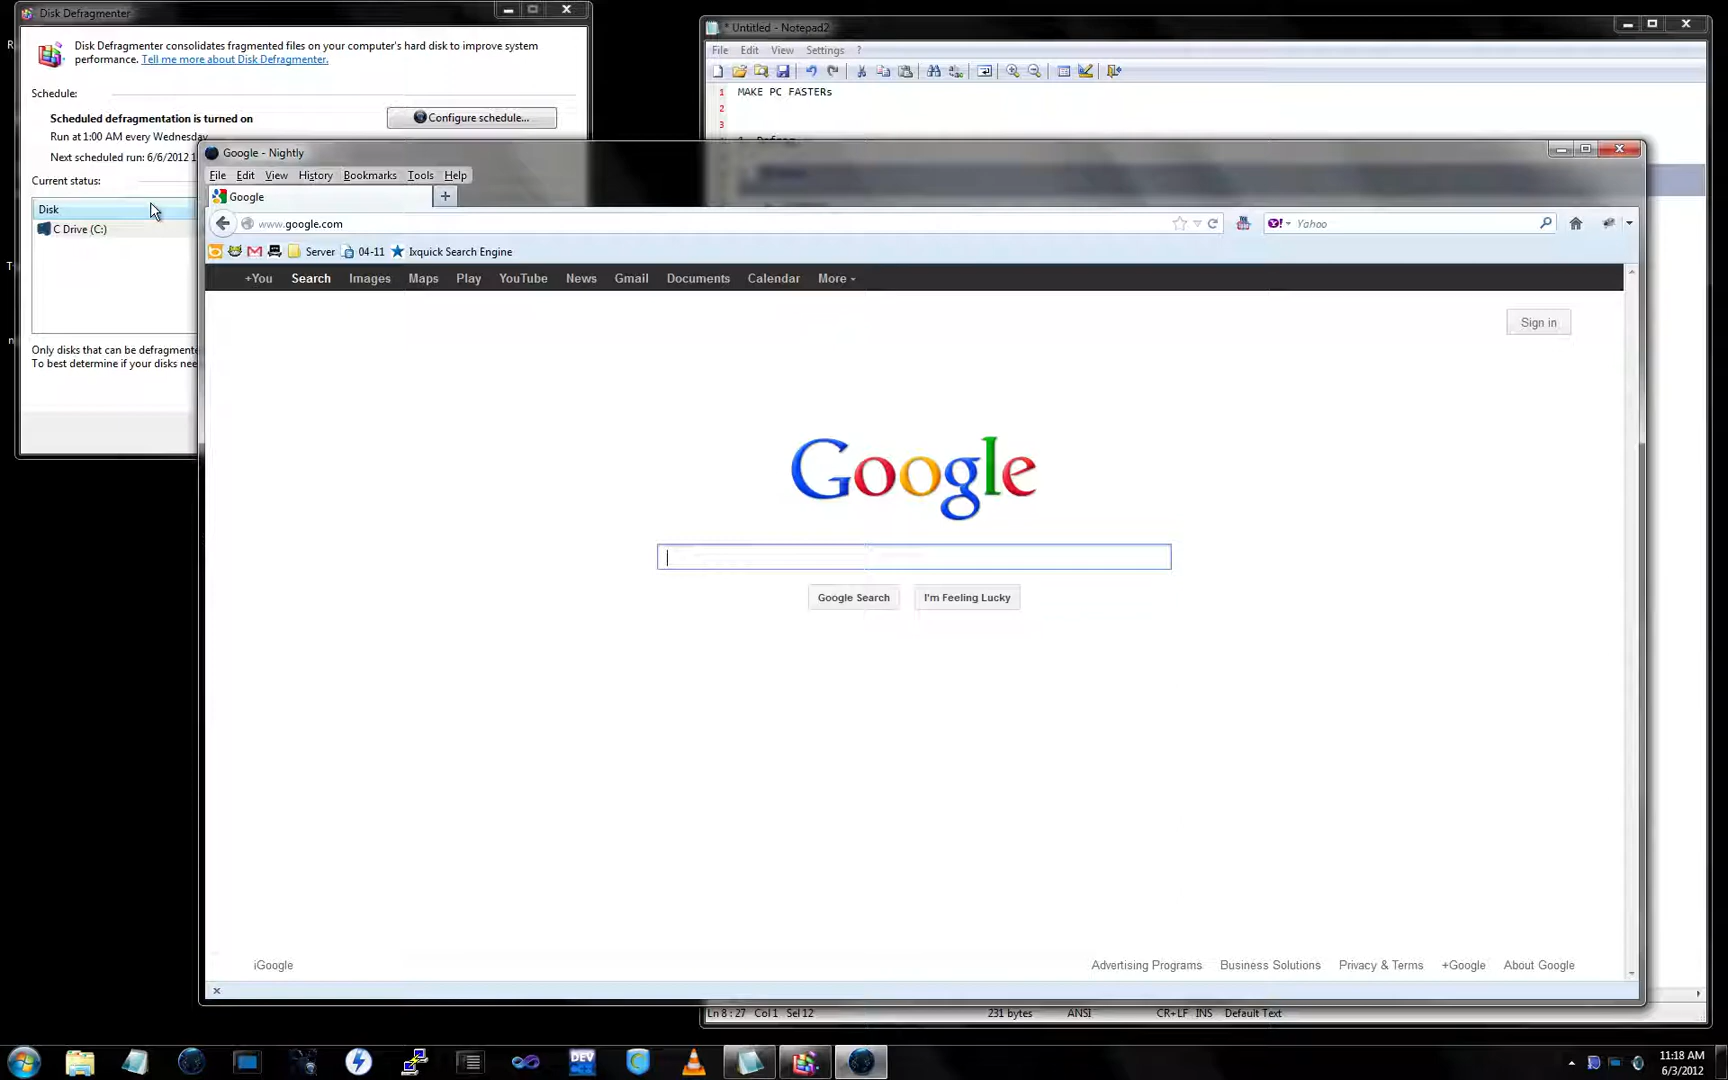 Disk Defragmenter
Disk Defragmenter consolidates fragmented files on your computer's hard disk to improve system
performance. Tell me more about Disk Defragmenter.
Schedule:
Scheduled defragmentation is turned on
Configure schedule...
Run at 1:00 AM every Wednesday
Next scheduled run: 6/6/2012 1
Current status:
Disk
C Drive (C:)
Only disks that can be defragmente
To best determine if your disks nee
* Untitled - Notepad2
File Edit View Settings ?
1 MAKE PC FASTERs
2
3
Google - Nightly
File Edit View History Bookmarks Tools Help
Google
www.google.com
Yahoo
Server 04-11 Ixquick Search Engine
+You Search Images Maps Play YouTube News Gmail Documents Calendar More
Sign in
Google
Google Search I'm Feeling Lucky
iGoogle Advertising Programs Business Solutions Privacy & Terms +Google About Google
Ln 8 : 27 Col 1 Sel 12 231 bytes ANSI CR+LF INS Default Text
DEV
11:18 AM
6/3/2012